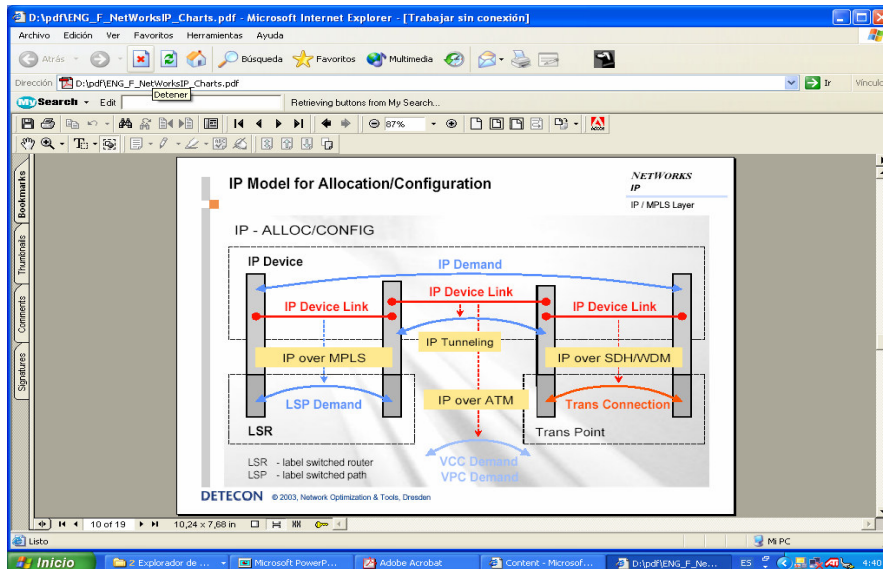 D:\pdf\ENG_F_NetWorksIP_Charts.pdf - Microsoft Internet Explorer - [Trabajar sin conexión]
Archivo Edición Ver Favoritos Herramientas Ayuda
Atrás Búsqueda Favoritos Multimedia
Dirección D:\pdf\ENG_F_NetWorksIP_Charts.pdf Ir Vínculo
My Search Edit Retrieving buttons from My Search...
Detener
87%
Bookmarks
Thumbnails
Comments
Signatures
IP Model for Allocation/Configuration
NETWORKS
IP
IP / MPLS Layer
IP - ALLOC/CONFIG
IP Device
IP Demand
IP Device Link
IP Device Link
IP Device Link
IP Tunneling
IP over MPLS
IP over SDH/WDM
LSP Demand
IP over ATM
Trans Connection
LSR
Trans Point
LSR - label switched router
LSP - label switched path
VCC Demand
VPC Demand
DETECON © 2003, Network Optimization & Tools, Dresden
10 of 19 10,24 x 7,68 in
Listo Mi PC
Inicio 2 Explorador de ... Microsoft PowerP... Adobe Acrobat Content - Microsof... D:\pdf\ENG_F_Ne... ES 4:40